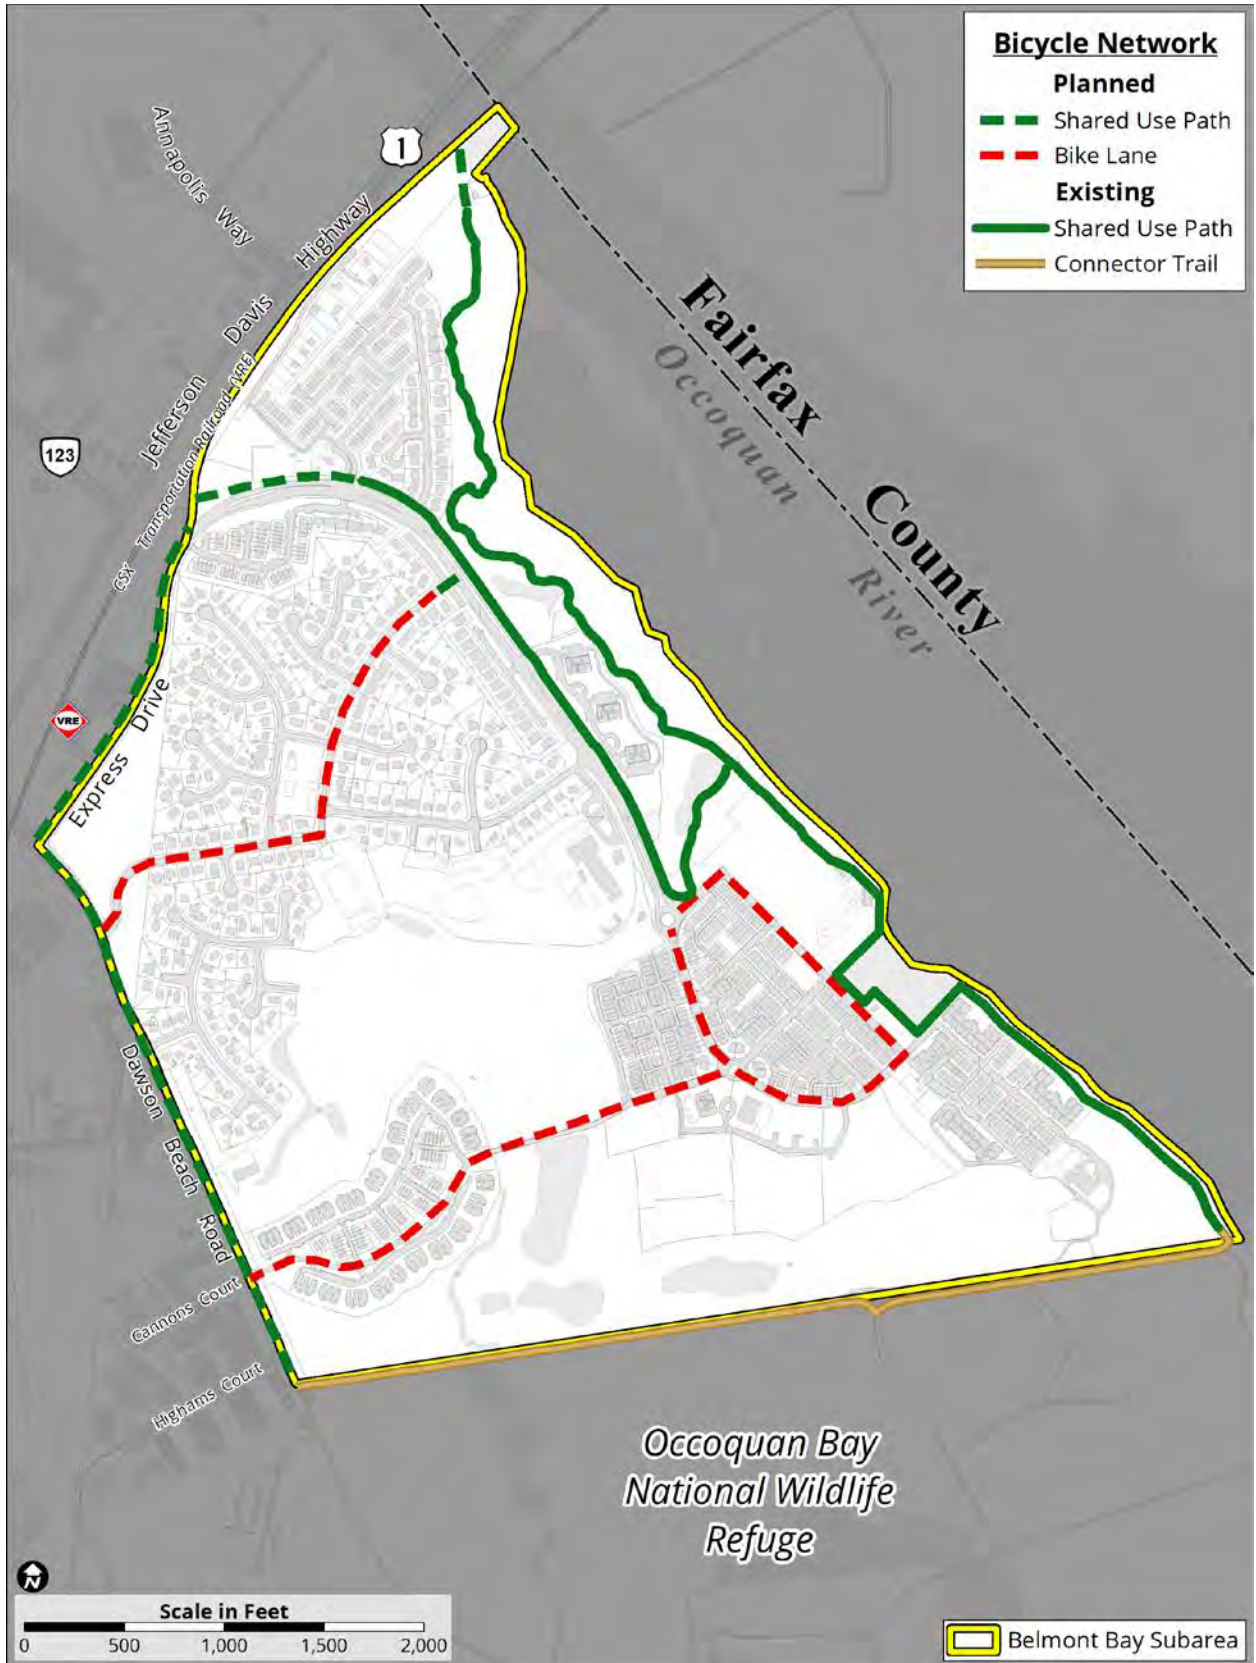 Bicycle Network
Planned
Shared Use Path
Bike Lane
Existing
Shared Use Path
Connector Trail
1
Annapolis Way
Jefferson Davis Highway
CSX Transportation Railroad (VRE)
123
Fairfax County
Occoquan River
VRE
Express Drive
Dawson Beach Road
Cannons Court
Highams Court
Occoquan Bay
National Wildlife
Refuge
N
Scale in Feet
0 500 1,000 1,500 2,000
Belmont Bay Subarea